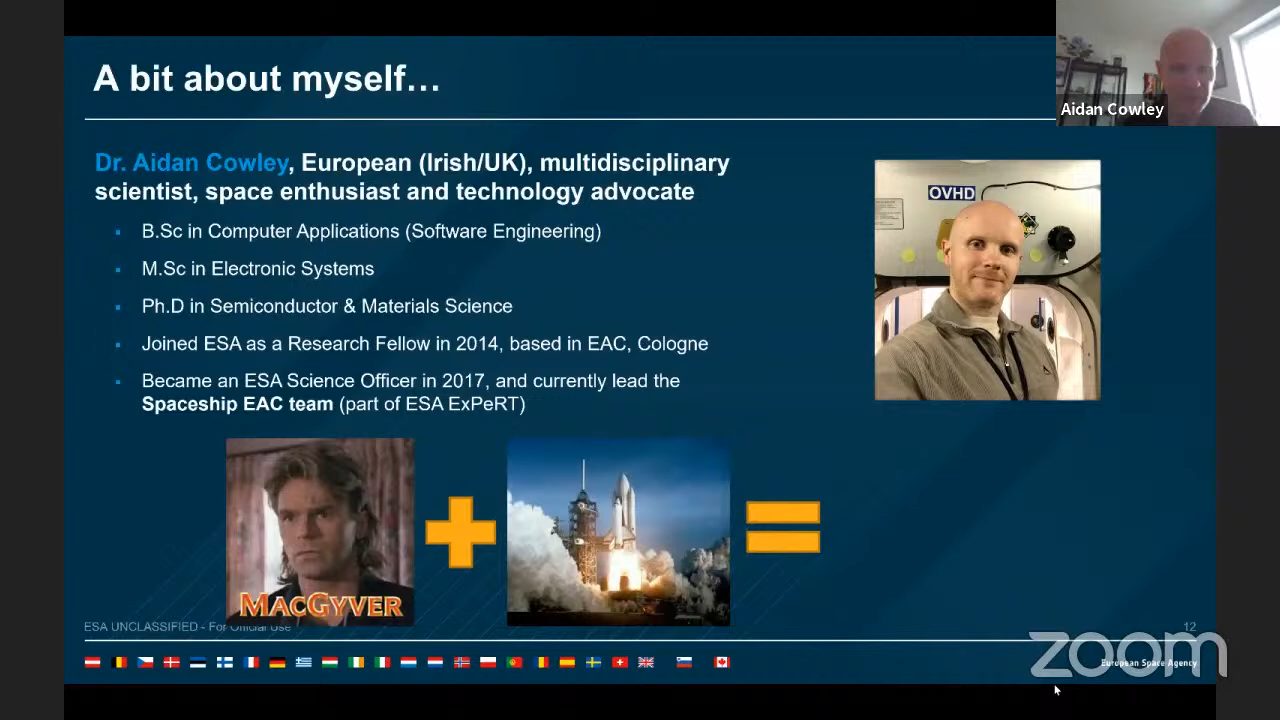 A bit about myself…
Aidan Cowley
Dr. Aidan Cowley, European (Irish/UK), multidisciplinary
scientist, space enthusiast and technology advocate
OVHD
B.Sc in Computer Applications (Software Engineering)
M.Sc in Electronic Systems
Ph.D in Semiconductor & Materials Science
Joined ESA as a Research Fellow in 2014, based in EAC, Cologne
Became an ESA Science Officer in 2017, and currently lead the
Spaceship EAC team (part of ESA ExPeRT)
MACGYVER
ESA UNCLASSIFIED - For Official Use
12
zoom
European Space Agency